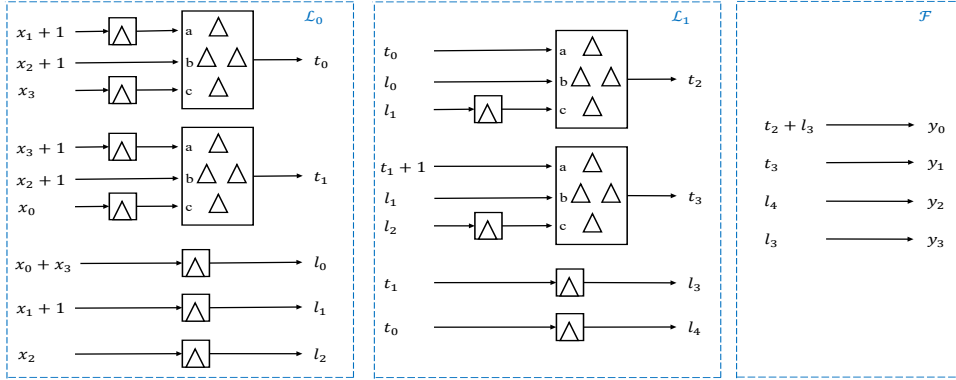 ℒ₀
x₁ + 1
a
x₂ + 1
b
t₀
x₃
c
x₃ + 1
a
x₂ + 1
b
t₁
x₀
c
x₀ + x₃
l₀
x₁ + 1
l₁
x₂
l₂
ℒ₁
t₀
a
l₀
b
t₂
l₁
c
t₁ + 1
a
l₁
b
t₃
l₂
c
t₁
l₃
t₀
l₄
ℱ
t₂ + l₃ y₀
t₃ y₁
l₄ y₂
l₃ y₃